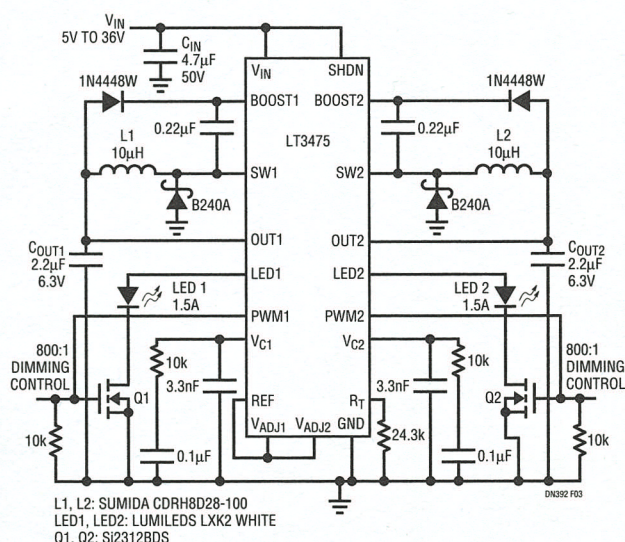 VIN
5V TO 36V
CIN
4.7µF
50V
VIN
SHDN
1N4448W
BOOST1
BOOST2
1N4448W
0.22µF
LT3475
0.22µF
L1
10µH
L2
10µH
SW1
SW2
B240A
B240A
OUT1
OUT2
COUT1
2.2µF
6.3V
COUT2
2.2µF
6.3V
LED1
LED2
LED 1
1.5A
LED 2
1.5A
PWM1
PWM2
800:1
DIMMING
CONTROL
VC1
VC2
800:1
DIMMING
CONTROL
10k
3.3nF
3.3nF
10k
Q1
REF
RT
Q2
VADJ1
VADJ2
GND
24.3k
10k
0.1µF
0.1µF
10k
DN392 F03
L1, L2: SUMIDA CDRH8D28-100
LED1, LED2: LUMILEDS LXK2 WHITE
Q1, Q2: Si2312BDS